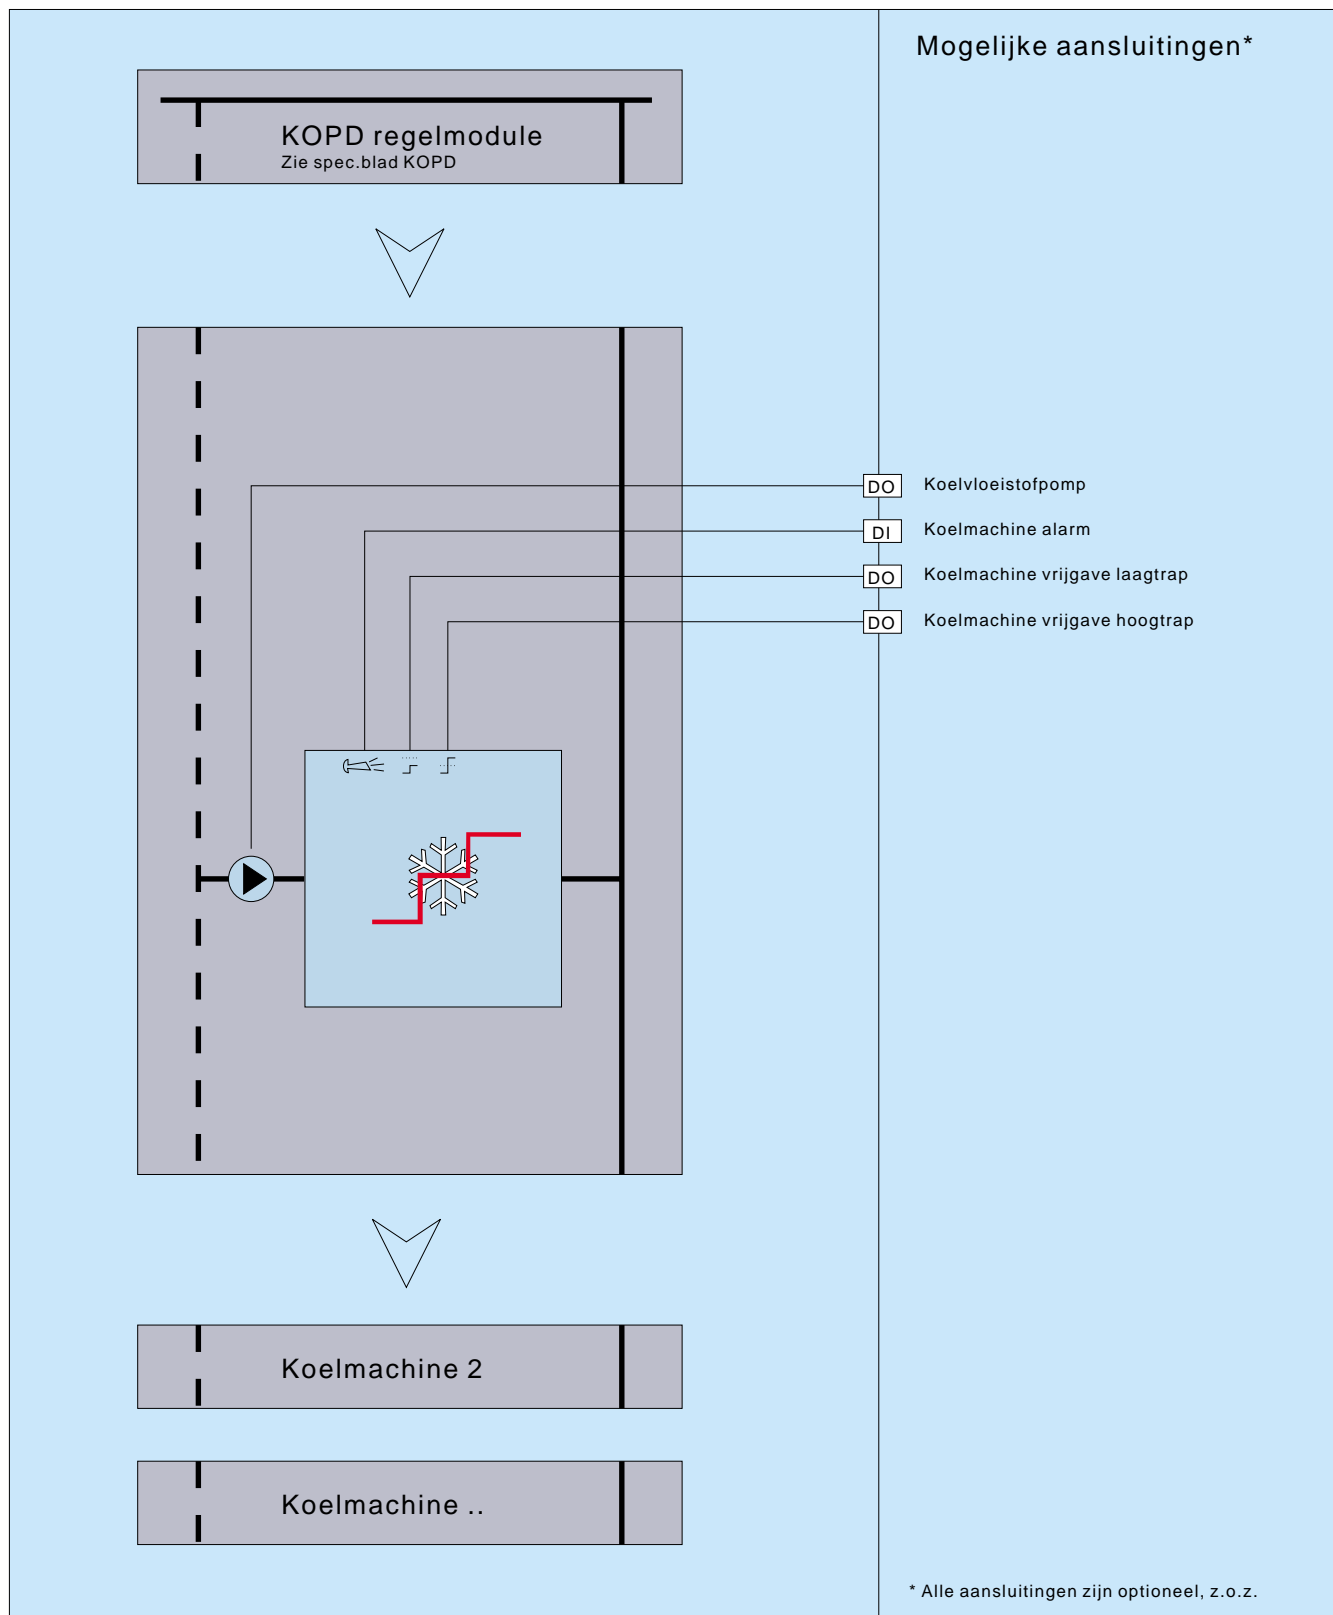 Mogelijke aansluitingen*
KOPD regelmodule
Zie spec.blad KOPD
DO Koelvloeistofpomp
DI Koelmachine alarm
DO Koelmachine vrijgave laagtrap
DO Koelmachine vrijgave hoogtrap
Koelmachine 2
Koelmachine ..
* Alle aansluitingen zijn optioneel, z.o.z.